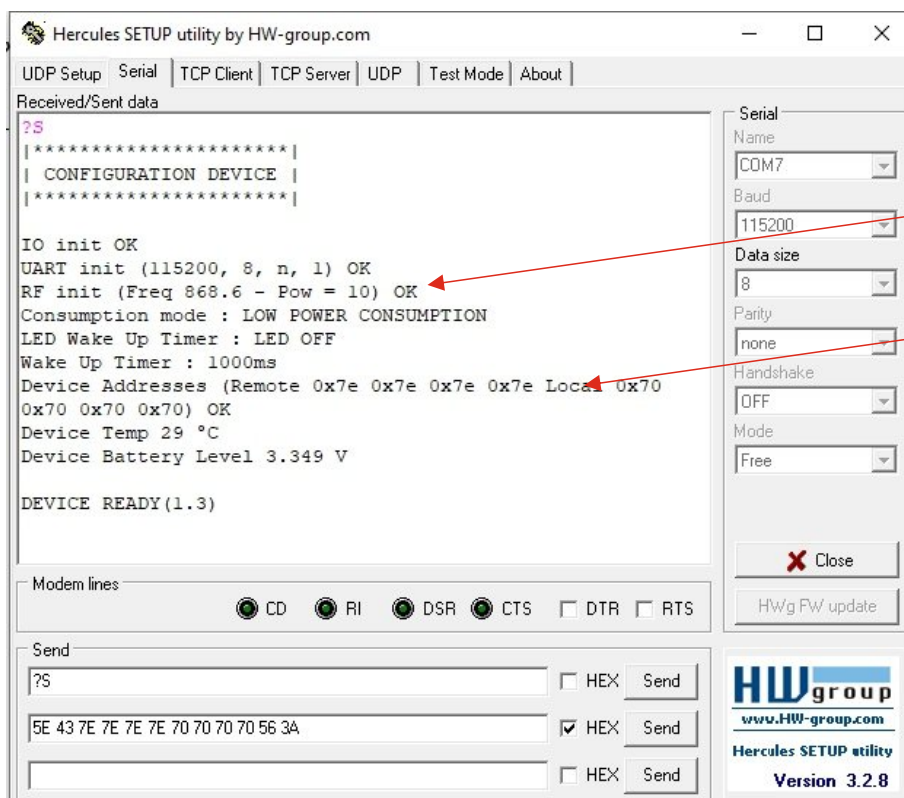 Hercules SETUP utility by HW-group.com
UDP Setup Serial TCP Client TCP Server UDP Test Mode About
Received/Sent data
?S
|**********************|
| CONFIGURATION DEVICE |
|**********************|
IO init OK
UART init (115200, 8, n, 1) OK
RF init (Freq 868.6 - Pow = 10) OK
Consumption mode : LOW POWER CONSUMPTION
LED Wake Up Timer : LED OFF
Wake Up Timer : 1000ms
Device Addresses (Remote 0x7e 0x7e 0x7e 0x7e Local 0x70
0x70 0x70 0x70) OK
Device Temp 29 °C
Device Battery Level 3.349 V
DEVICE READY(1.3)
Serial
Name
COM7
Baud
115200
Data size
8
Parity
none
Handshake
OFF
Mode
Free
Close
HWg FW update
Modem lines
CD RI DSR CTS DTR RTS
Send
?S HEX Send
5E 43 7E 7E 7E 7E 70 70 70 70 56 3A HEX Send
HEX Send
HW group
www.HW-group.com
Hercules SETUP utility
Version 3.2.8